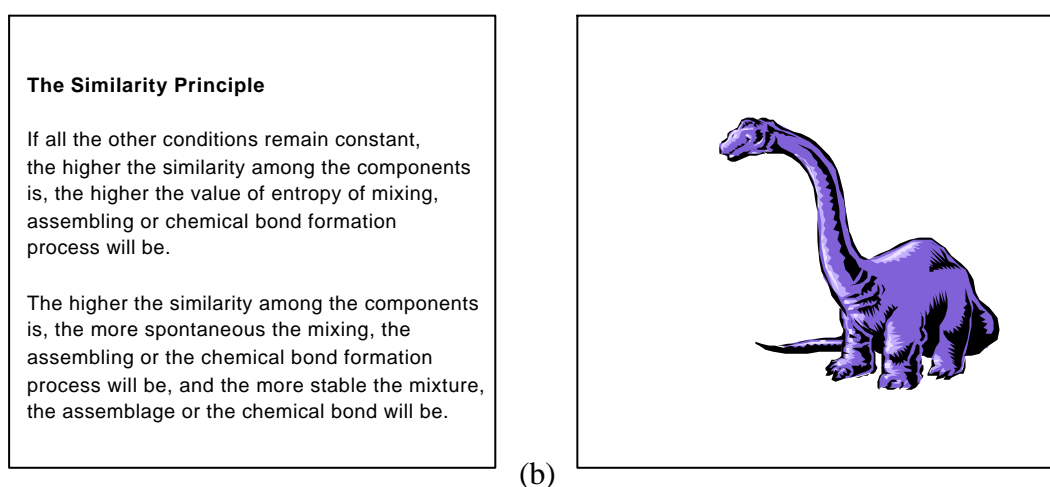 The Similarity Principle
If all the other conditions remain constant,
the higher the similarity among the components
is, the higher the value of entropy of mixing,
assembling or chemical bond formation
process will be.
The higher the similarity among the components
is, the more spontaneous the mixing, the
assembling or the chemical bond formation
process will be, and the more stable the mixture,
the assemblage or the chemical bond will be.
(b)